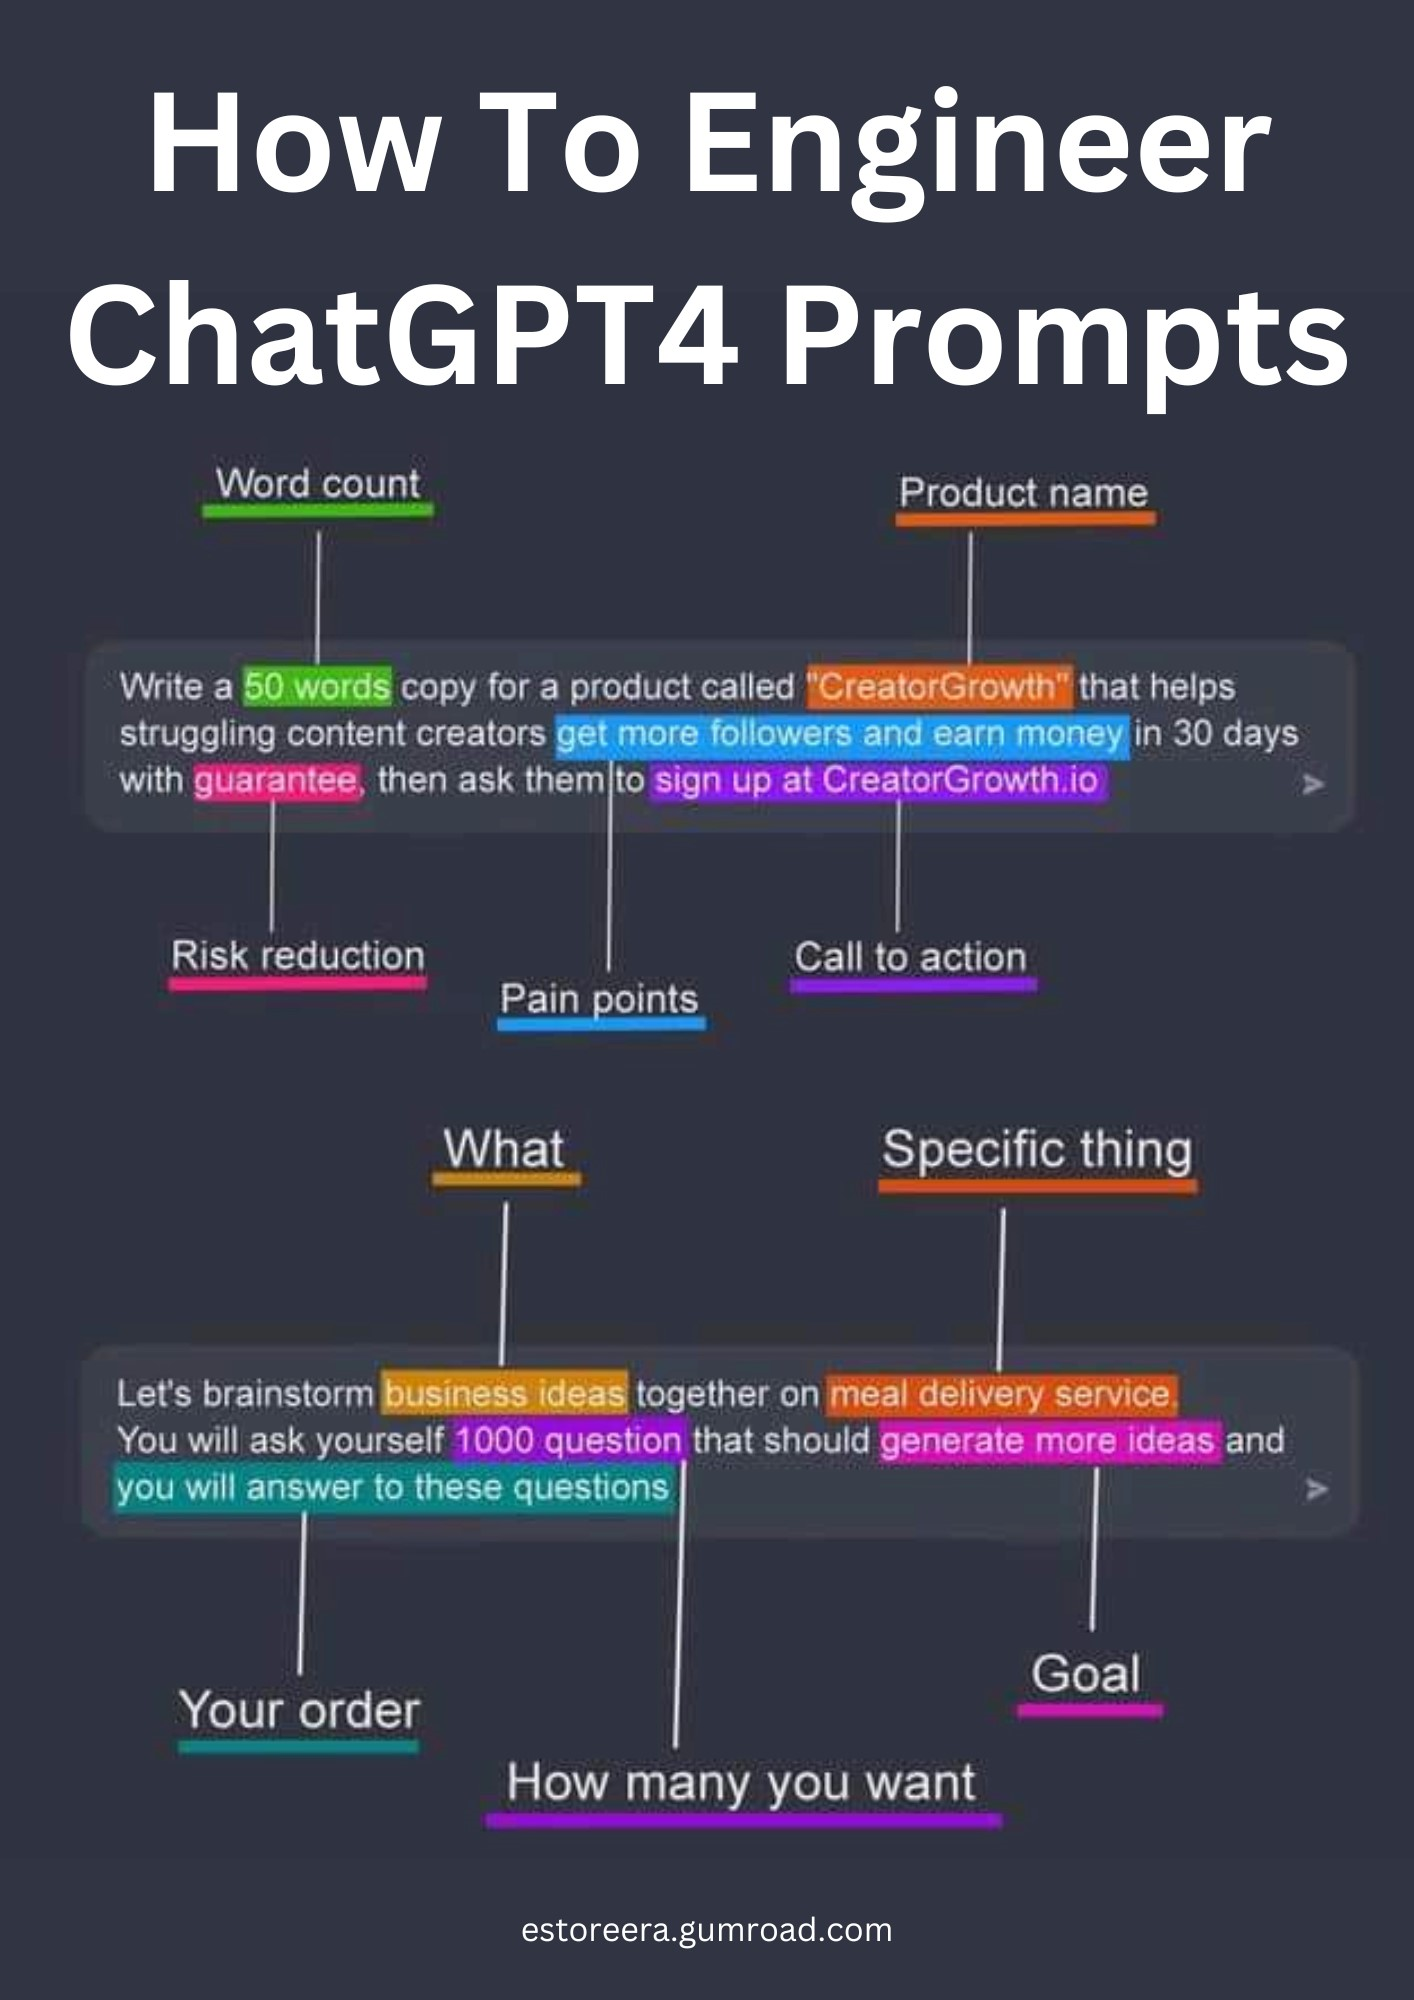 How To Engineer
ChatGPT4 Prompts
Word count
Product name
Write a 50 words copy for a product called "CreatorGrowth" that helps
struggling content creators get more followers and earn money in 30 days
with guarantee, then ask them to sign up at CreatorGrowth.io
Risk reduction
Pain points
Call to action
What
Specific thing
Let's brainstorm business ideas together on meal delivery service.
You will ask yourself 1000 question that should generate more ideas and
you will answer to these questions
Your order
How many you want
Goal
estoreera.gumroad.com